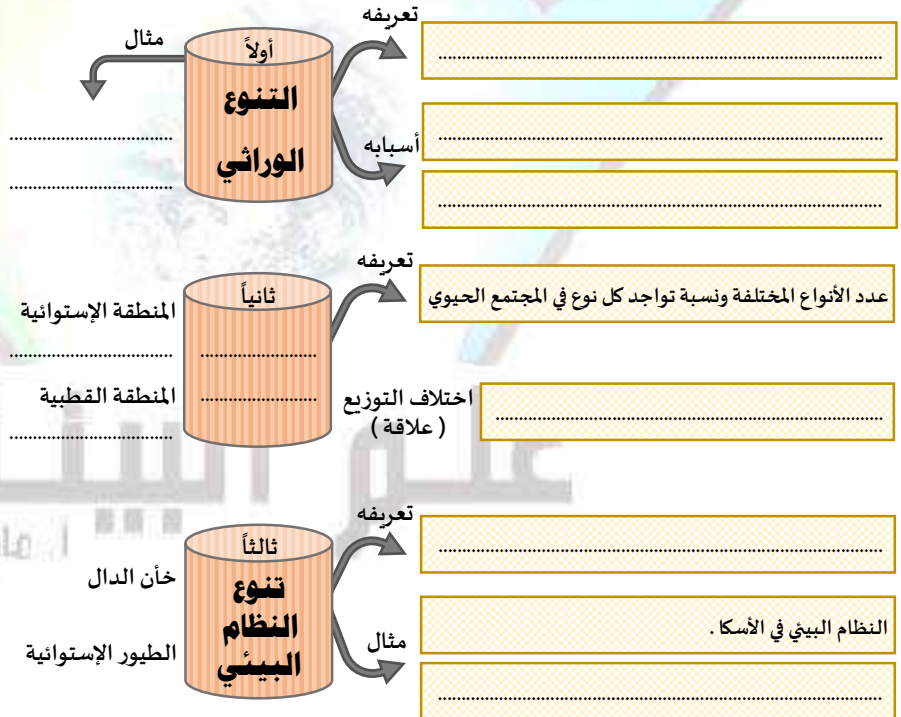 تعريفه
مثال
أولاً
التنوع
الوراثي
أسبابه
تعريفه
ثانياً
عدد الأنواع المختلفة ونسبة تواجد كل نوع في المجتمع الحيوي
المنطقة الإستوائية
المنطقة القطبية
اختلاف التوزيع
( علاقة )
علم البيئـ
تعريفه
ثالثاً
تنوع
النظام
البيئي
خأن الدال
الطيور الإستوائية
مثال
النظام البيئي في الأسكا .